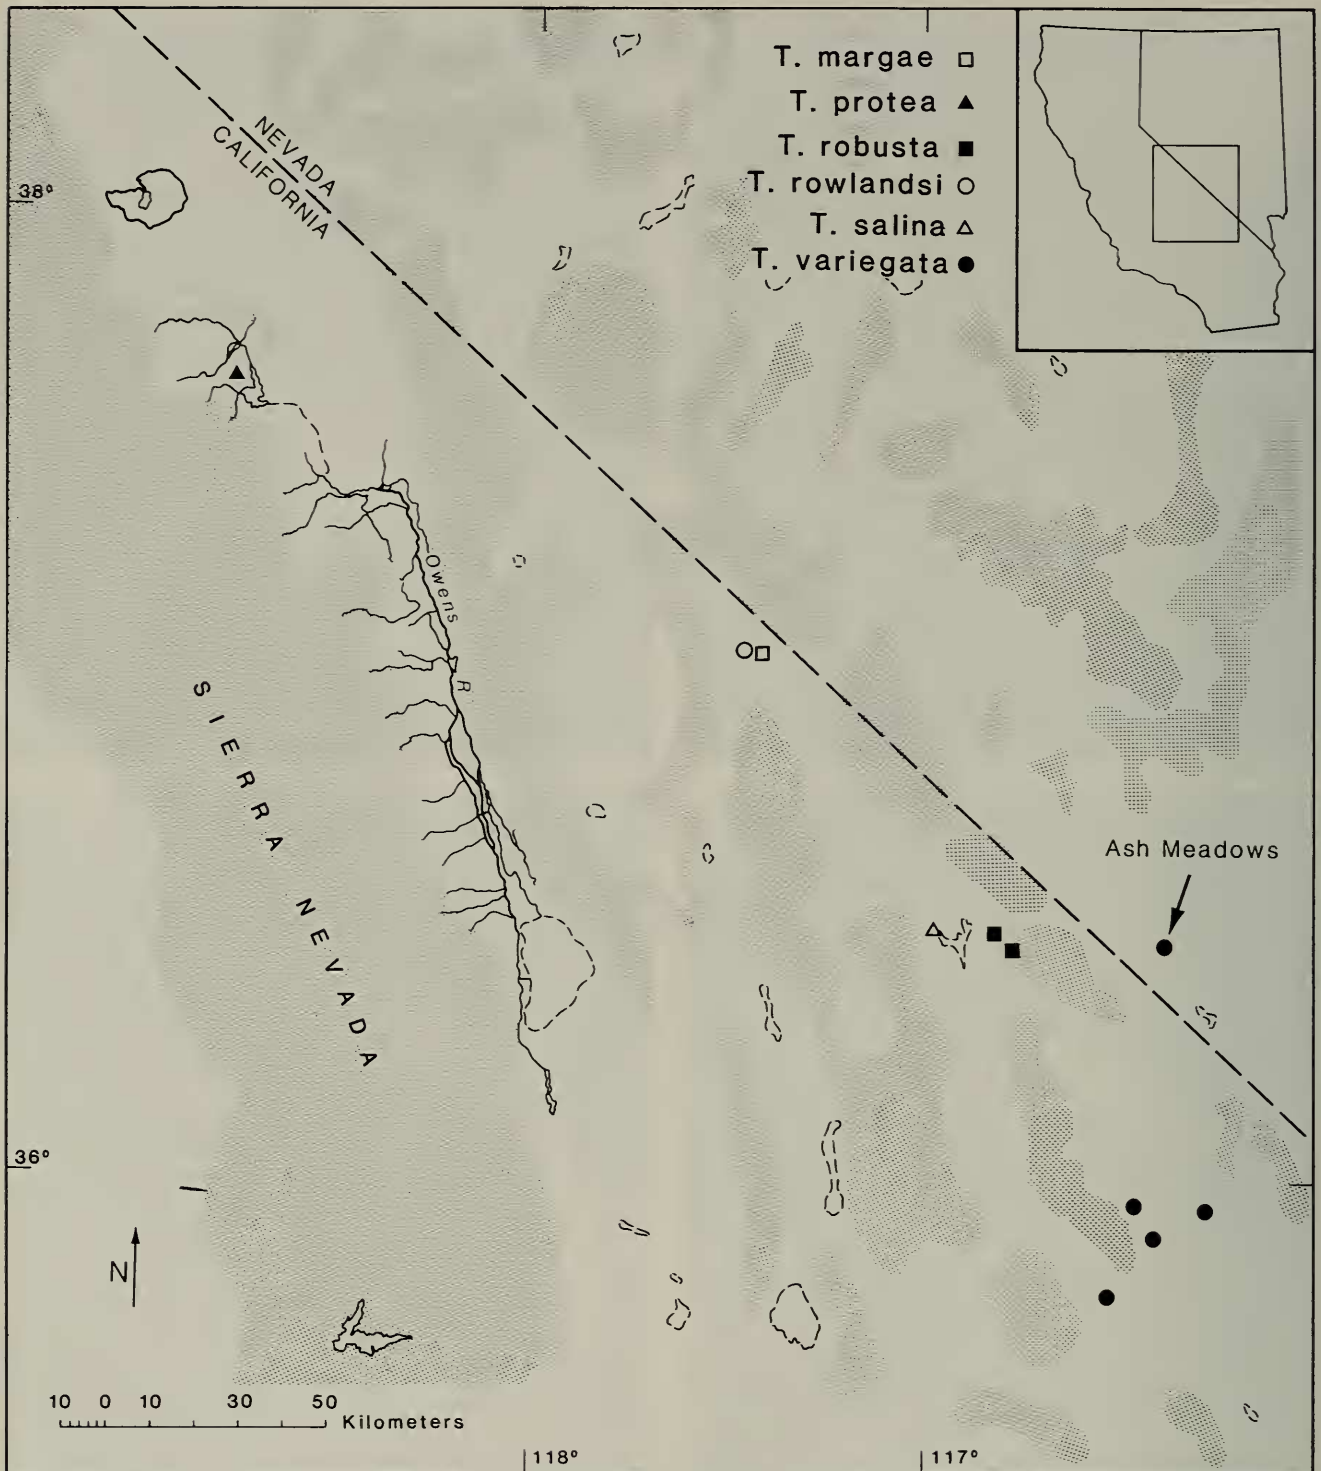 T. margae
T. protea
T. robusta
T. rowlandsi
T. salina
T. variegata
NEVADA
CALIFORNIA
38°
Owens
R
SIERRA NEVADA
Ash Meadows
36°
N
10 0 10 30 50
Kilometers
118°
117°